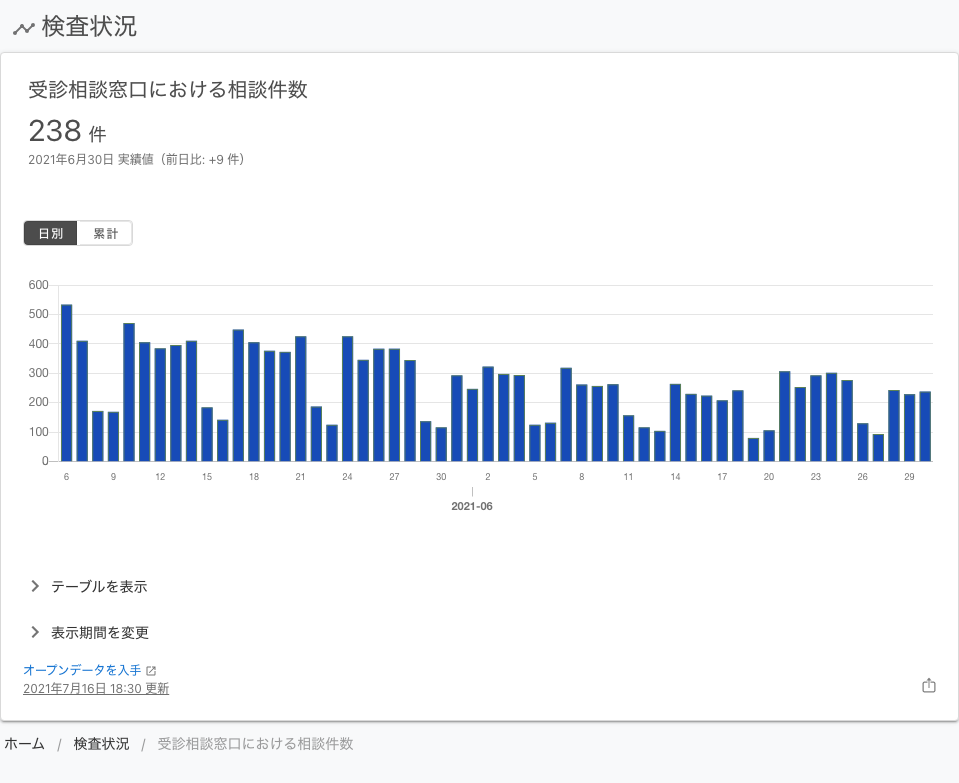 検査状況
受診相談窓口における相談件数
238 件
2021年6月30日 実績値（前日比: +9 件）
日別 累計
600
500
400
300
200
100
0
6 9 12 15 18 21 24 27 30 2 5 8 11 14 17 20 23 26 29
2021-06
テーブルを表示
表示期間を変更
オープンデータを入手
2021年7月16日 18:30 更新
ホーム / 検査状況 / 受診相談窓口における相談件数